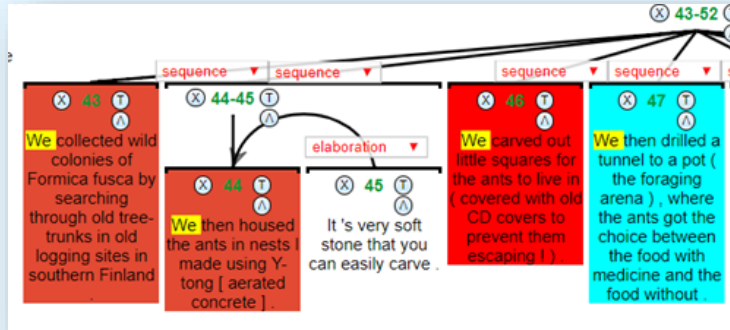 X 43-52
e
sequence ▼ sequence ▼ sequence ▼ sequence ▼ s
X 43 T
Λ
We collected wild
colonies of
Formica fusca by
searching
through old tree-
trunks in old
logging sites in
southern Finland
.
X 44-45 T
Λ
elaboration ▼
X 44 T
Λ
We then housed
the ants in nests I
made using Y-
tong [ aerated
concrete ] .
X 45 T
Λ
It 's very soft
stone that you
can easily carve .
X 46 T
Λ
We carved out
little squares for
the ants to live in
( covered with old
CD covers to
prevent them
escaping ! ) .
X 47 T
Λ
We then drilled a
tunnel to a pot (
the foraging
arena ) , where
the ants got the
choice between
the food with
medicine and the
food without .